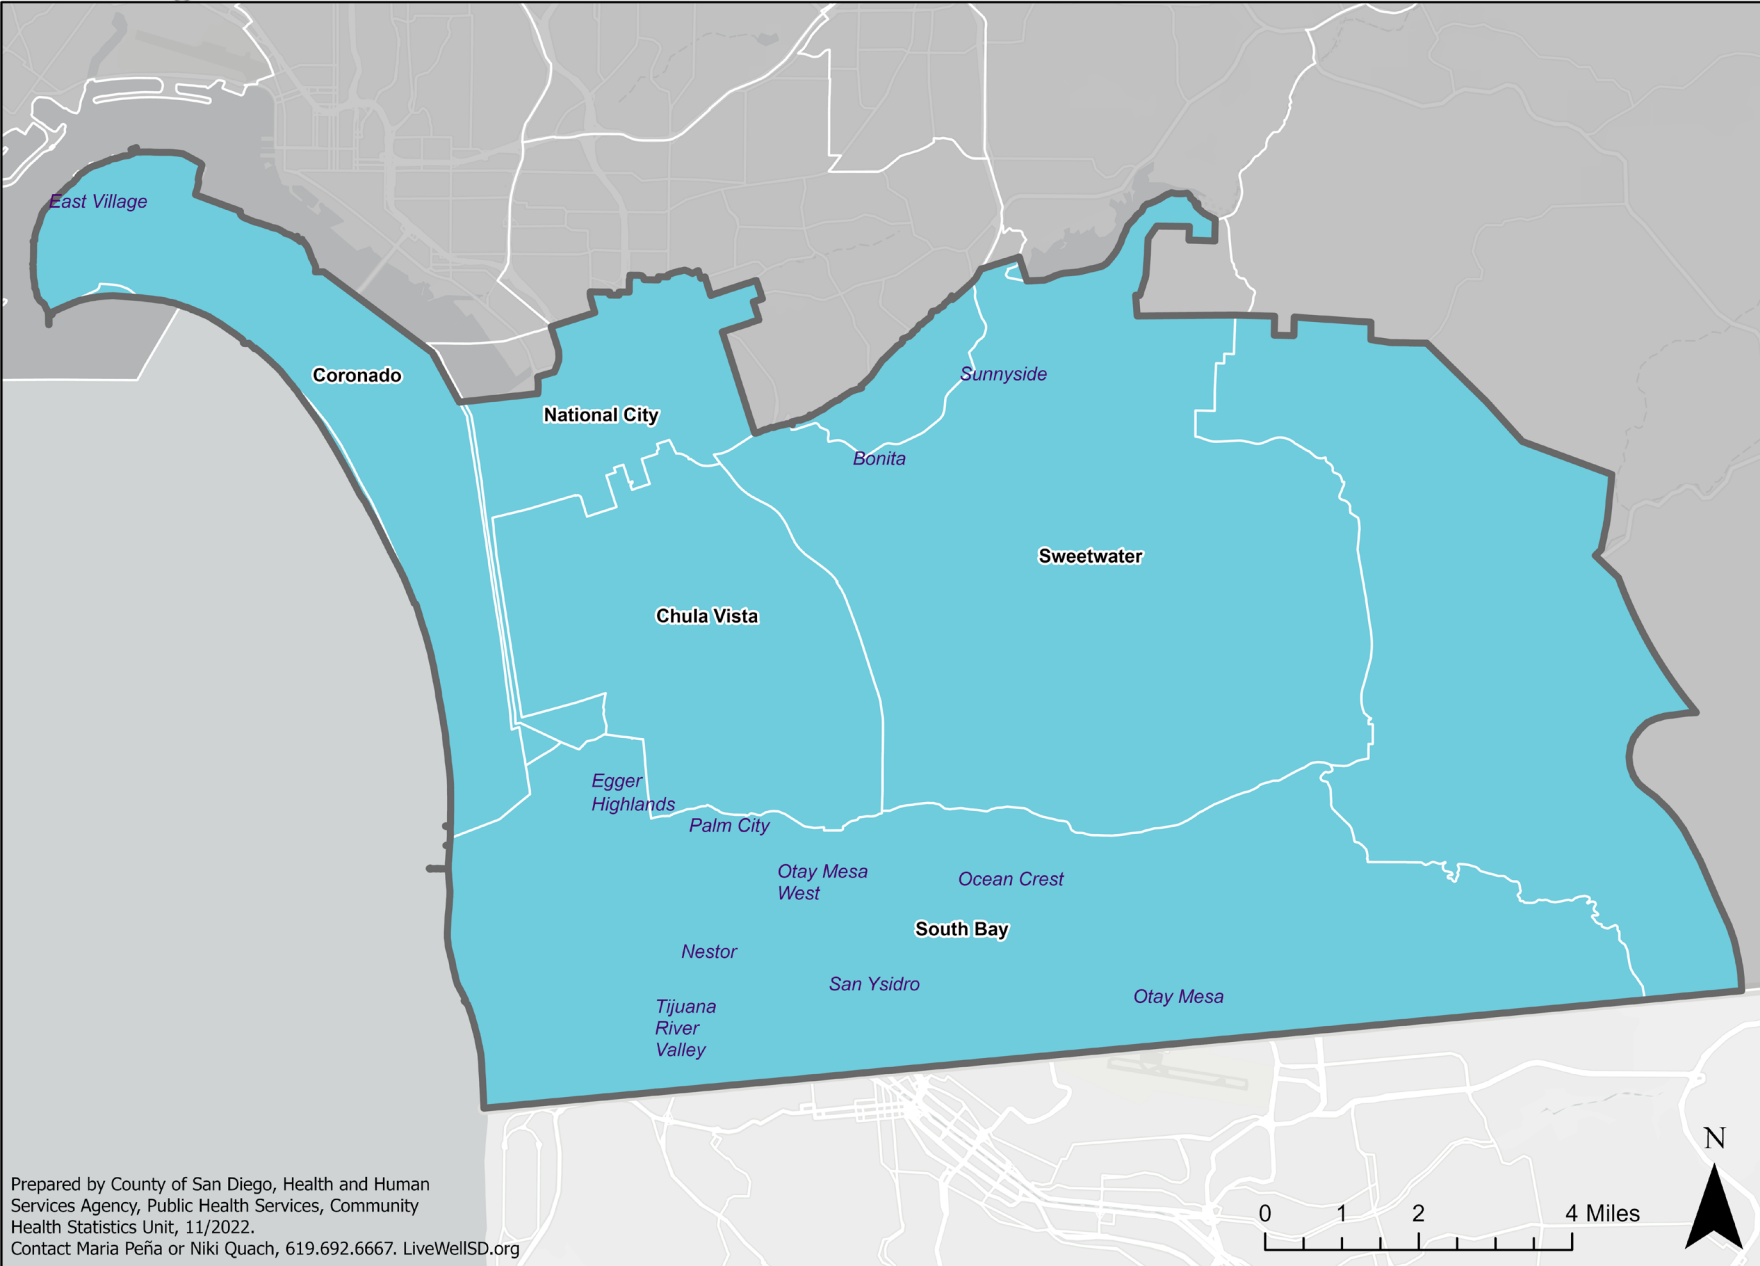 East Village
Coronado
Sunnyside
National City
Bonita
Sweetwater
Chula Vista
Egger
Highlands
Palm City
Otay Mesa
West
Ocean Crest
South Bay
Nestor
San Ysidro
Otay Mesa
Tijuana
River
Valley
N
Prepared by County of San Diego, Health and Human
Services Agency, Public Health Services, Community
Health Statistics Unit, 11/2022.
Contact Maria Peña or Niki Quach, 619.692.6667. LiveWellSD.org
0 1 2 4 Miles